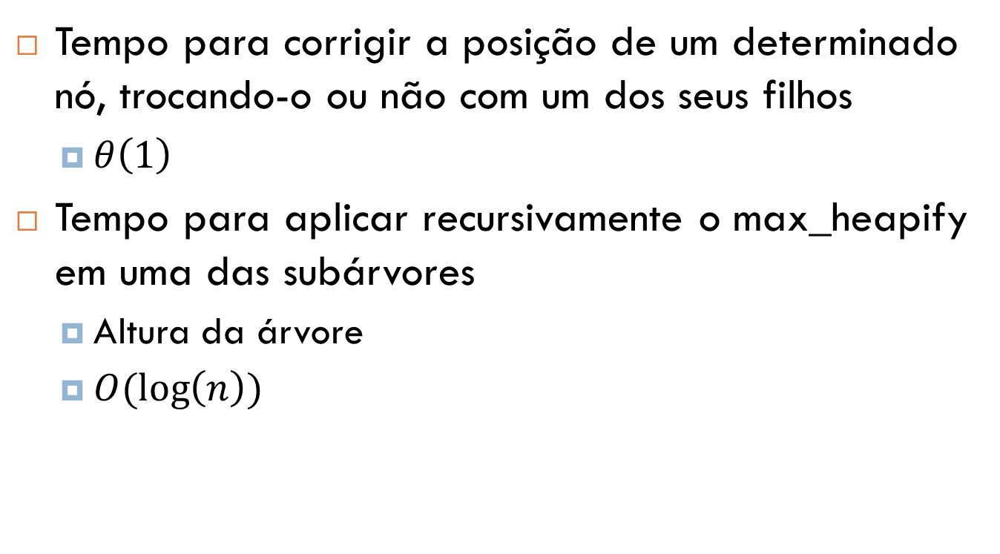 Tempo para corrigir a posição de um determinado
nó, trocando-o ou não com um dos seus filhos
θ(1)
Tempo para aplicar recursivamente o max_heapify
em uma das subárvores
Altura da árvore
O(log(n))